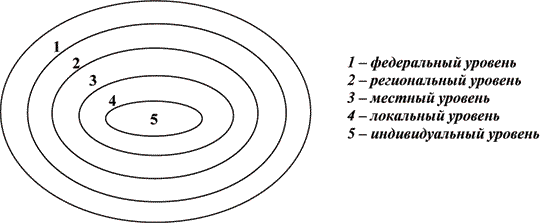 1
2
3
4
5
1 – федеральный уровень
2 – региональный уровень
3 – местный уровень
4 – локальный уровень
5 – индивидуальный уровень